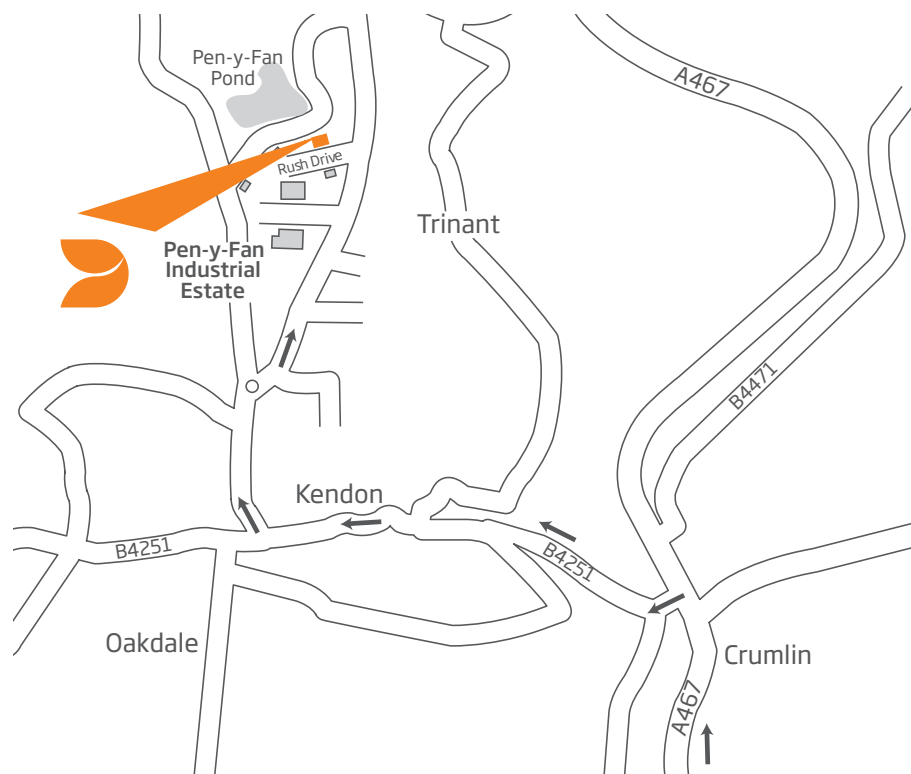 Pen-y-Fan
Pond
A467
Rush Drive
Trinant
Pen-y-Fan
Industrial
Estate
B4471
Kendon
B4251
B4251
Oakdale
Crumlin
A467